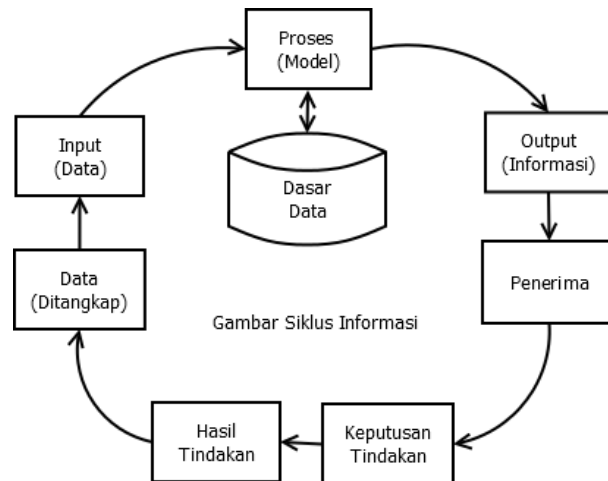 Proses
(Model)
Input
(Data)
Output
(Informasi)
Dasar
Data
Data
(Ditangkap)
Penerima
Gambar Siklus Informasi
Hasil
Tindakan
Keputusan
Tindakan